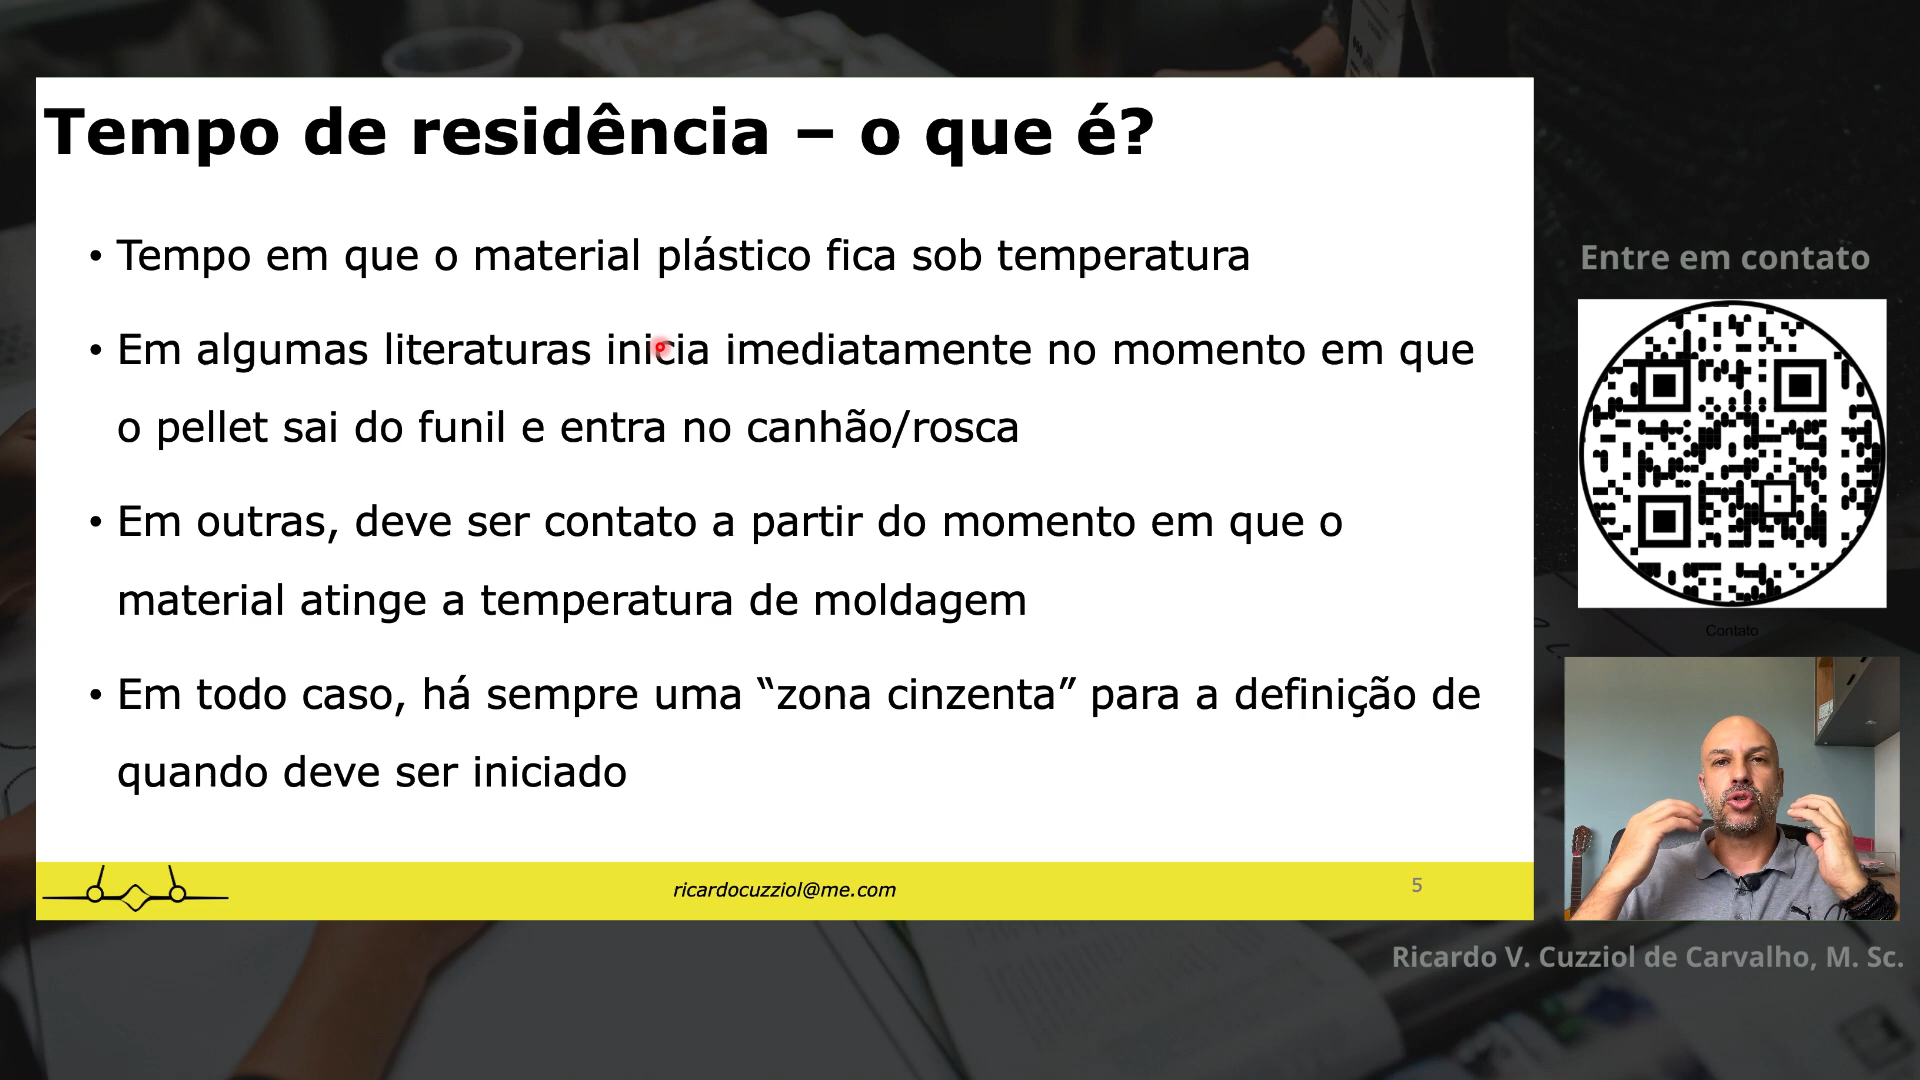 Tempo de residência – o que é?
• Tempo em que o material plástico fica sob temperatura
• Em algumas literaturas inicia imediatamente no momento em que
o pellet sai do funil e entra no canhão/rosca
• Em outras, deve ser contato a partir do momento em que o
material atinge a temperatura de moldagem
• Em todo caso, há sempre uma “zona cinzenta” para a definição de
quando deve ser iniciado
ricardocuzziol@me.com
5
Entre em contato
Contato
Ricardo V. Cuzziol de Carvalho, M. Sc.